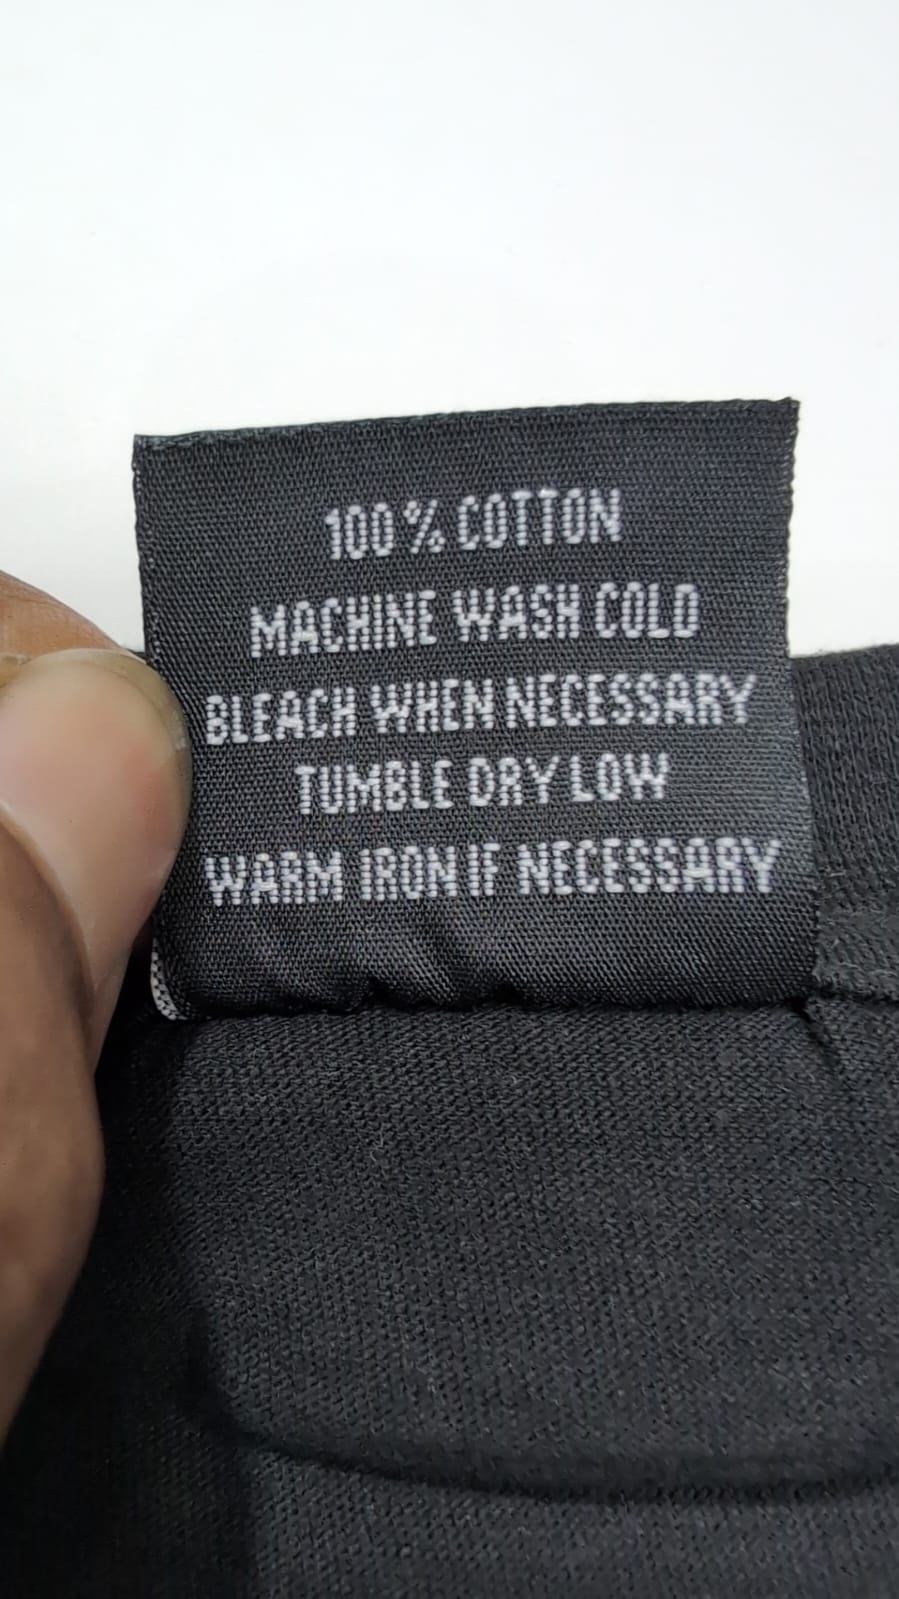 100% COTTON
MACHINE WASH COLD
BLEACH WHEN NECESSARY
TUMBLE DRY LOW
WARM IRON IF NECESSARY